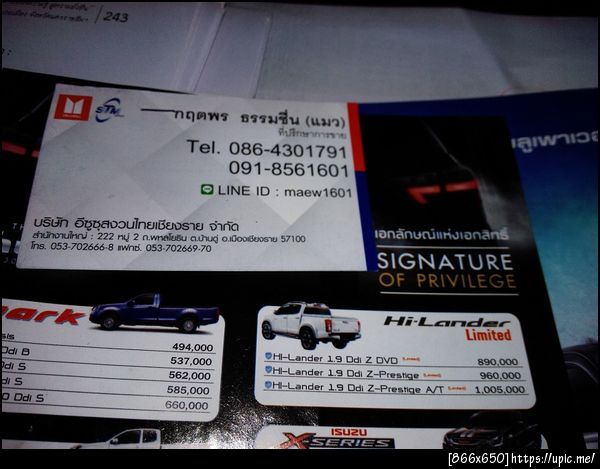 243
กฤตพร ธรรมชื่น (แมว)
ที่ปรึกษาการขาย
Tel. 086-4301791
091-8561601
LINE ID : maew1601
STM
บริษัท อีซูซุสงวนไทยเชียงราย จำกัด
สำนักงานใหญ่ : 222 หมู่ 2 ถ.พหลโยธิน ต.บ้านดู่ อ.เมืองเชียงราย 57100
โทร. 053-702666-8 แฟกซ์. 053-702669-70
เอกลักษณ์แห่งเอกสิทธิ์
SIGNATURE
OF PRIVILEGE
ark
494,000
Ddi B 537,000
Ddi S 562,000
Ddi S 585,000
Ddi S 660,000
Hi-Lander
Limited
Hi-Lander 1.9 Ddi Z DVD 890,000
Hi-Lander 1.9 Ddi Z-Prestige 960,000
Hi-Lander 1.9 Ddi Z-Prestige A/T 1,005,000
ISUZU
X-SERIES
[866x650]https://upic.me/